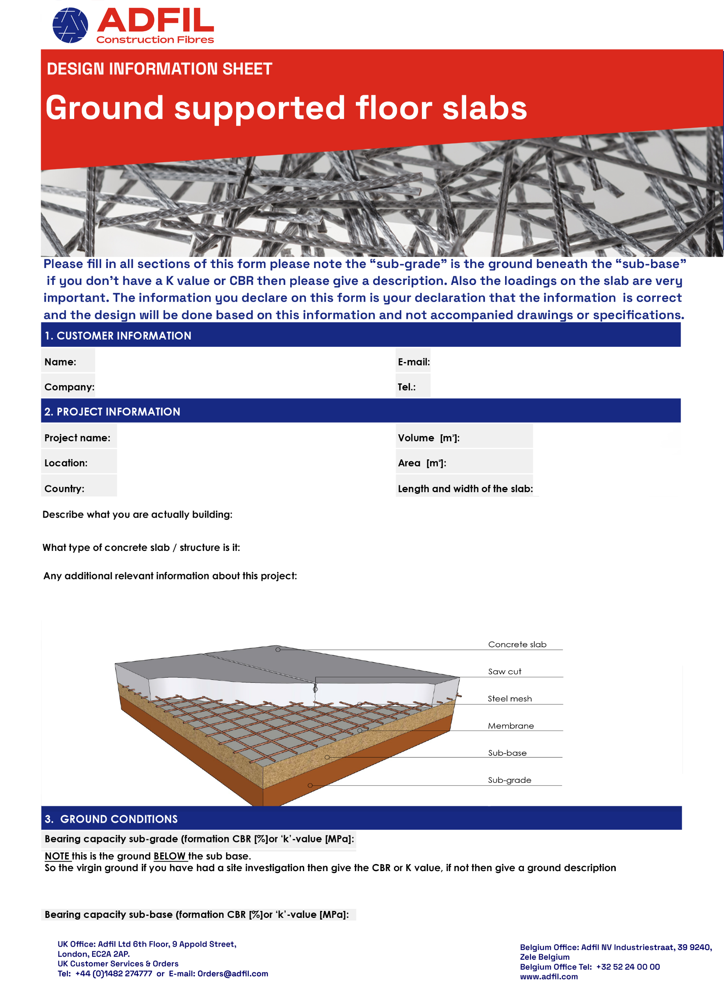 ADFIL
Construction Fibres
DESIGN INFORMATION SHEET
Ground supported floor slabs
Please fill in all sections of this form please note the “sub-grade” is the ground beneath the “sub-base”
if you don’t have a K value or CBR then please give a description. Also the loadings on the slab are very
important. The information you declare on this form is your declaration that the information is correct
and the design will be done based on this information and not accompanied drawings or specifications.
1. CUSTOMER INFORMATION
Name:
E-mail:
Company:
Tel.:
2. PROJECT INFORMATION
Project name:
Volume [m³]:
Location:
Area [m²]:
Country:
Length and width of the slab:
Describe what you are actually building:
What type of concrete slab / structure is it:
Any additional relevant information about this project:
Concrete slab
Saw cut
Steel mesh
Membrane
Sub-base
Sub-grade
3. GROUND CONDITIONS
Bearing capacity sub-grade (formation CBR [%]or ‘k’-value [MPa]:
NOTE this is the ground BELOW the sub base.
So the virgin ground if you have had a site investigation then give the CBR or K value, if not then give a ground description
Bearing capacity sub-base (formation CBR [%]or ‘k’-value [MPa]:
UK Office: Adfil Ltd 6th Floor, 9 Appold Street,
London, EC2A 2AP.
UK Customer Services & Orders
Tel: +44 (0)1482 274777 or E-mail: Orders@adfil.com
Belgium Office: Adfil NV Industriestraat, 39 9240,
Zele Belgium
Belgium Office Tel: +32 52 24 00 00
www.adfil.com